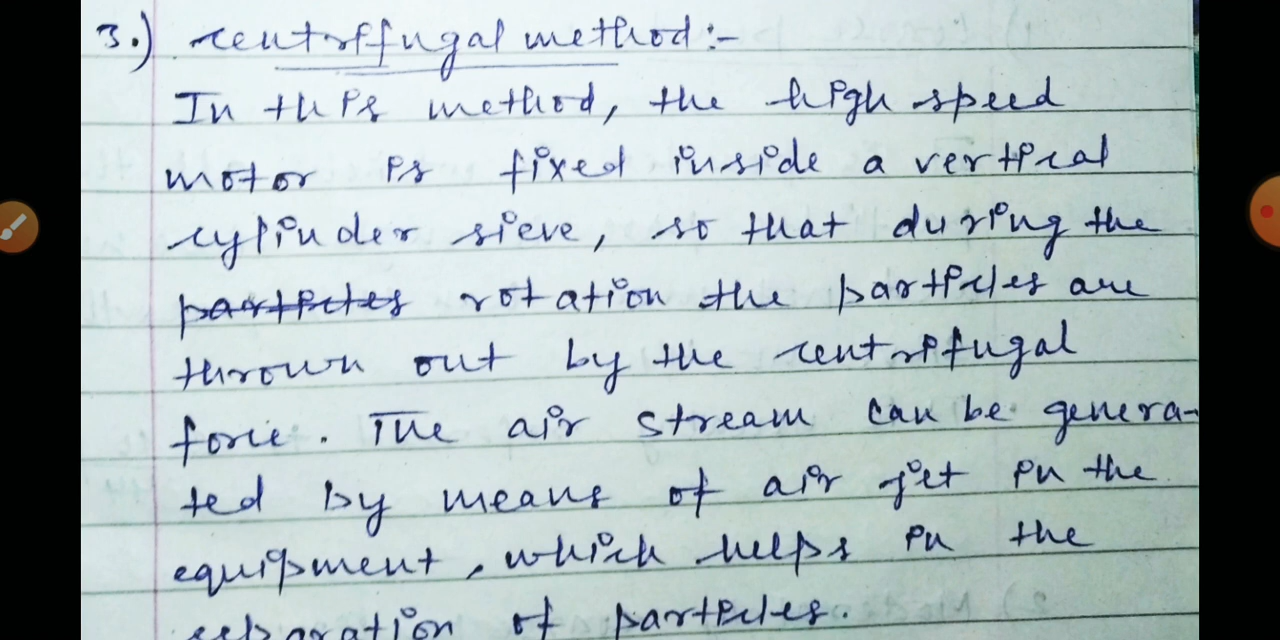 3.) centrifugal method:-
In this method, the high speed
motor is fixed inside a vertical
cylinder sieve, so that during the
particles rotation the particles are
thrown out by the centrifugal
force. The air stream can be genera-
ted by means of air jet in the
equipment, which helps in the
separation of particles.